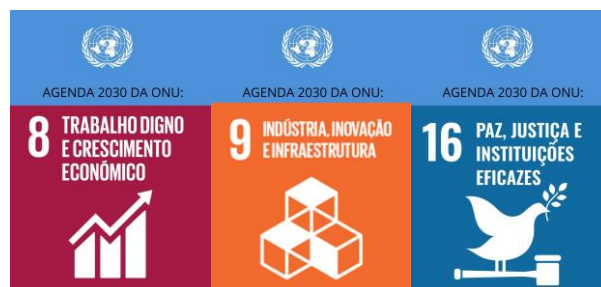 AGENDA 2030 DA ONU:
8 TRABALHO DIGNO
E CRESCIMENTO
ECONÓMICO
AGENDA 2030 DA ONU:
9 INDÚSTRIA, INOVAÇÃO
E INFRAESTRUTURA
AGENDA 2030 DA ONU:
16 PAZ, JUSTIÇA E
INSTITUIÇÕES
EFICAZES